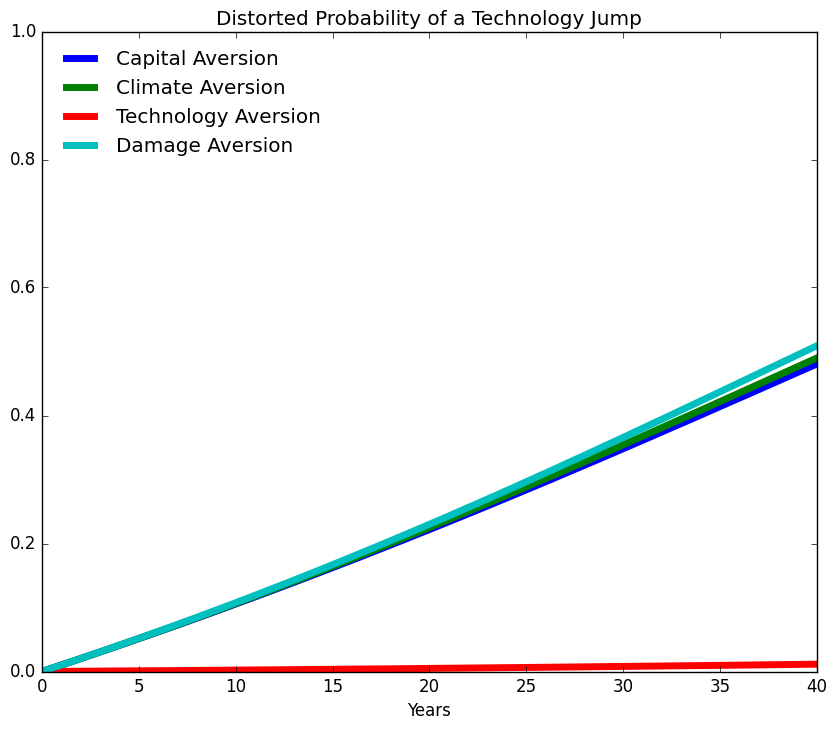 Distorted Probability of a Technology Jump
1.0
Capital Aversion
Climate Aversion
Technology Aversion
Damage Aversion
0.8
0.6
0.4
0.2
0.0
0 5 10 15 20 25 30 35 40
Years